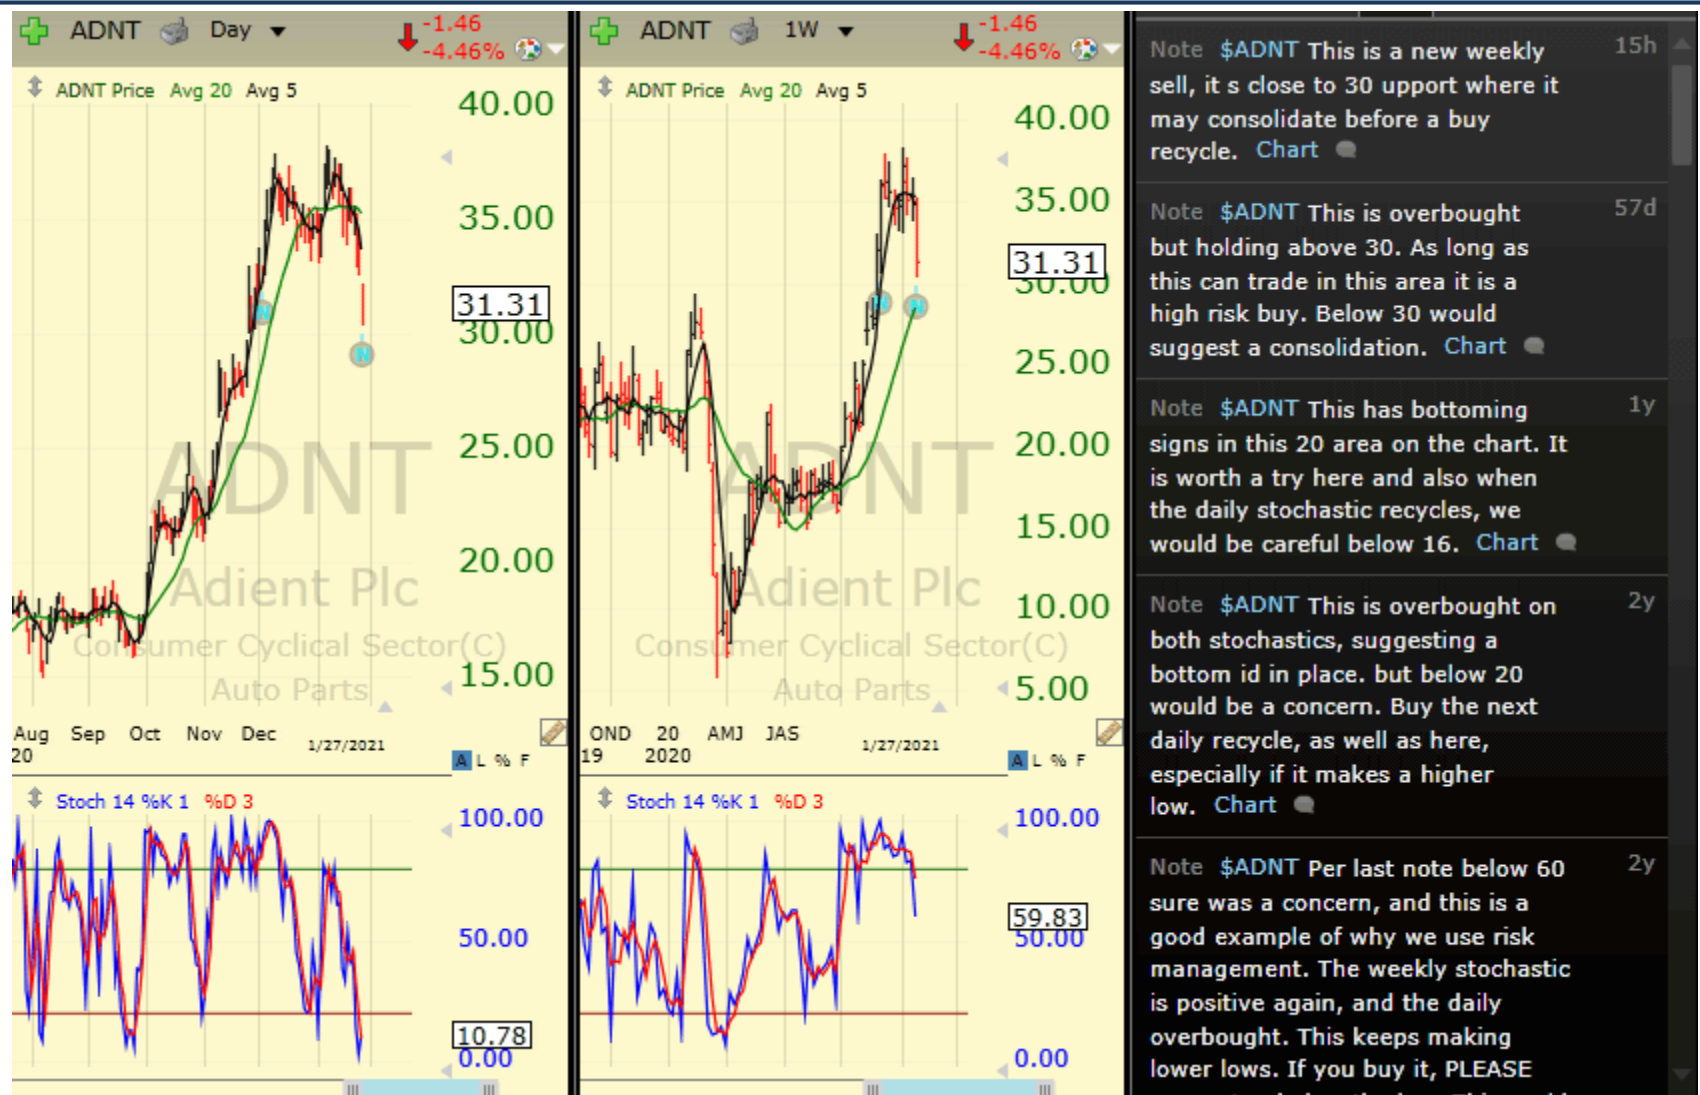 ADNT Day -1.46
-4.46%
ADNT Price Avg 20 Avg 5
40.00
35.00
31.31
30.00
25.00
20.00
15.00
N
N
ADNT
Adient Plc
Consumer Cyclical Sector(C)
Auto Parts
Aug Sep Oct Nov Dec 1/27/2021
20
A L % F
Stoch 14 %K 1 %D 3
100.00
50.00
10.78
0.00
ADNT 1W -1.46
-4.46%
ADNT Price Avg 20 Avg 5
40.00
35.00
31.31
30.00
25.00
20.00
15.00
10.00
5.00
N
N
ADNT
Adient Plc
Consumer Cyclical Sector(C)
Auto Parts
OND 20 AMJ JAS 1/27/2021
19 2020
A L % F
Stoch 14 %K 1 %D 3
100.00
59.83
50.00
0.00
Note $ADNT This is a new weekly 15h
sell, it s close to 30 upport where it
may consolidate before a buy
recycle. Chart
Note $ADNT This is overbought 57d
but holding above 30. As long as
this can trade in this area it is a
high risk buy. Below 30 would
suggest a consolidation. Chart
Note $ADNT This has bottoming 1y
signs in this 20 area on the chart. It
is worth a try here and also when
the daily stochastic recycles, we
would be careful below 16. Chart
Note $ADNT This is overbought on 2y
both stochastics, suggesting a
bottom id in place. but below 20
would be a concern. Buy the next
daily recycle, as well as here,
especially if it makes a higher
low. Chart
Note $ADNT Per last note below 60 2y
sure was a concern, and this is a
good example of why we use risk
management. The weekly stochastic
is positive again, and the daily
overbought. This keeps making
lower lows. If you buy it, PLEASE